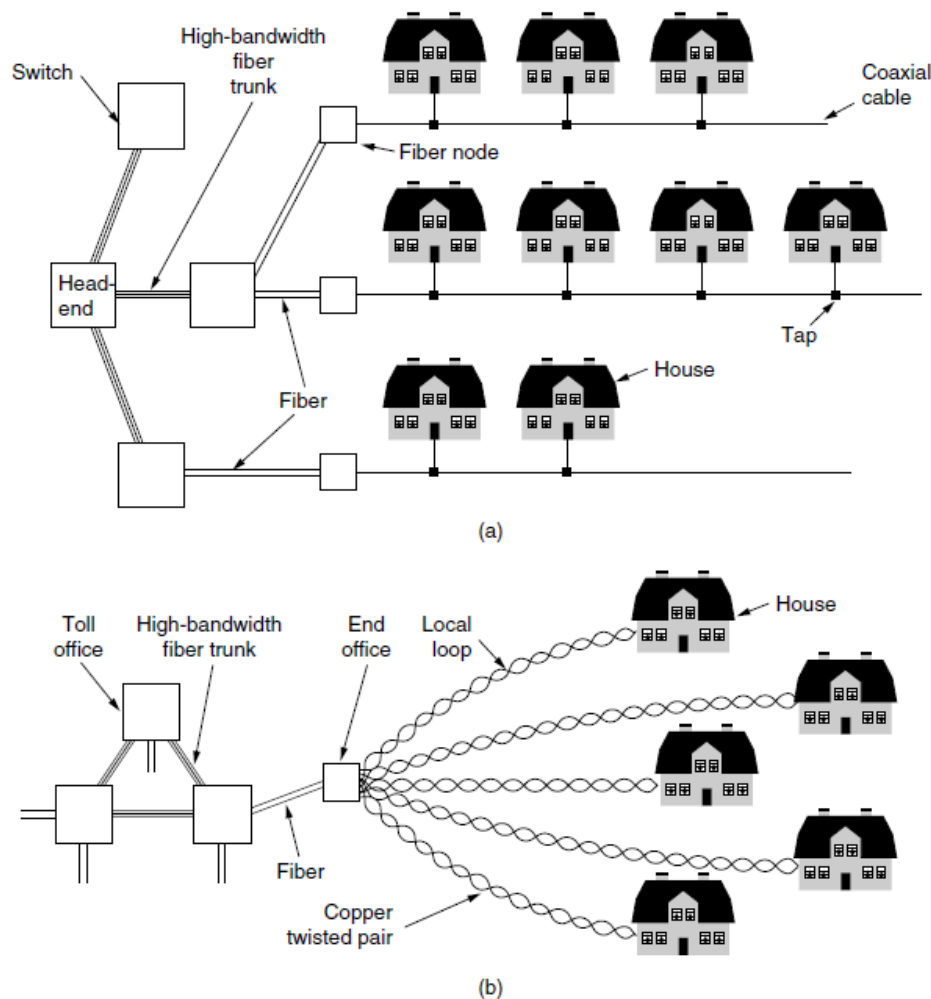 High-bandwidth
fiber
trunk
Switch
Coaxial
cable
Fiber node
Head-
end
Tap
Fiber
House
(a)
Toll
office
High-bandwidth
fiber trunk
End
office
Local
loop
House
Fiber
Copper
twisted pair
(b)